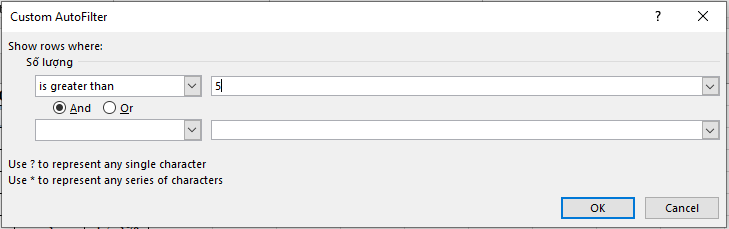 Custom AutoFilter ? X
Show rows where:
Số lượng
is greater than 5
And Or
Use ? to represent any single character
Use * to represent any series of characters
OK Cancel